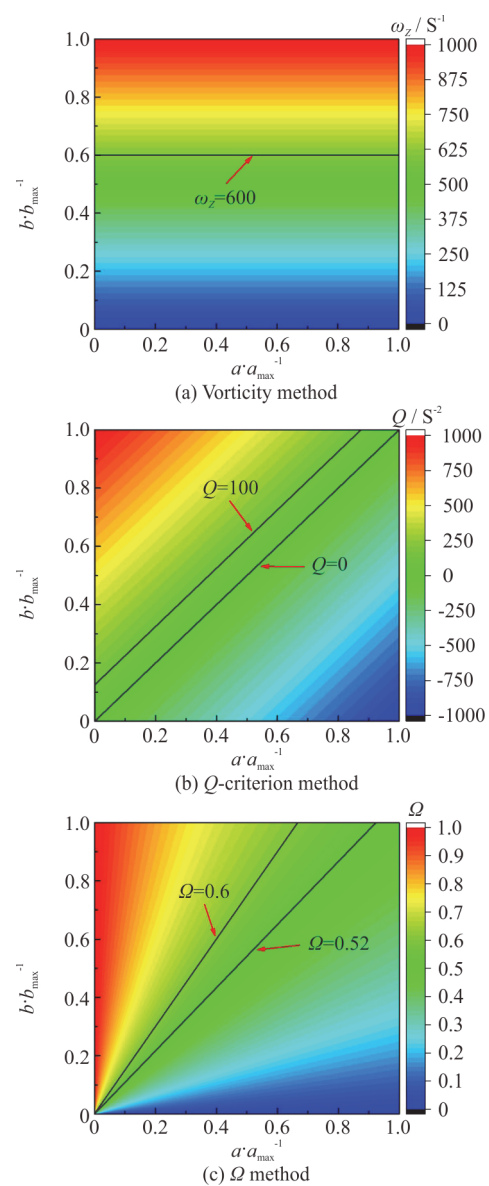 ω_Z / S⁻¹
1.0
0.8
0.6
0.4
0.2
0
b·b_max⁻¹
ω_Z=600
1000
875
750
625
500
375
250
125
0
0 0.2 0.4 0.6 0.8 1.0
a·a_max⁻¹
(a) Vorticity method
Q / S⁻²
1.0
0.8
0.6
0.4
0.2
0
b·b_max⁻¹
Q=100
Q=0
1000
750
500
250
0
-250
-500
-750
-1000
0 0.2 0.4 0.6 0.8 1.0
a·a_max⁻¹
(b) Q-criterion method
Ω
1.0
0.8
0.6
0.4
0.2
0
b·b_max⁻¹
Ω=0.6
Ω=0.52
1.0
0.9
0.8
0.7
0.6
0.5
0.4
0.3
0.2
0.1
0
0 0.2 0.4 0.6 0.8 1.0
a·a_max⁻¹
(c) Ω method